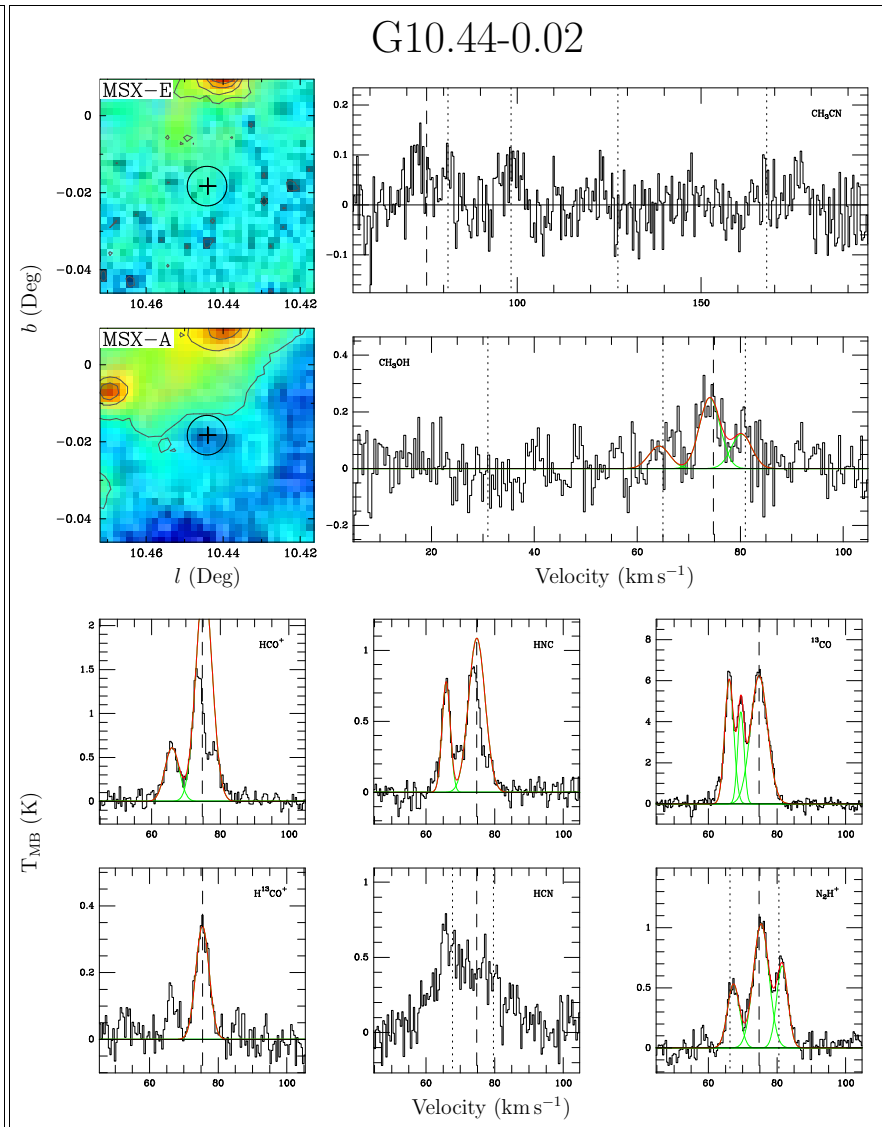 G10.44-0.02
MSX-E
0
−0.02
−0.04
10.46 10.44 10.42
CH₃CN
0.2
0.1
0
−0.1
100 150
b (Deg)
MSX-A
0
−0.02
−0.04
10.46 10.44 10.42
l (Deg)
CH₃OH
0.4
0.2
0
−0.2
20 40 60 80 100
Velocity (km s⁻¹)
HCO⁺
2
1.5
1
0.5
0
60 80 100
HNC
1
0.5
0
60 80 100
¹³CO
8
6
4
2
0
60 80 100
T_MB (K)
H¹³CO⁺
0.4
0.2
0
60 80 100
HCN
1
0.5
0
60 80 100
Velocity (km s⁻¹)
N₂H⁺
1
0.5
0
60 80 100